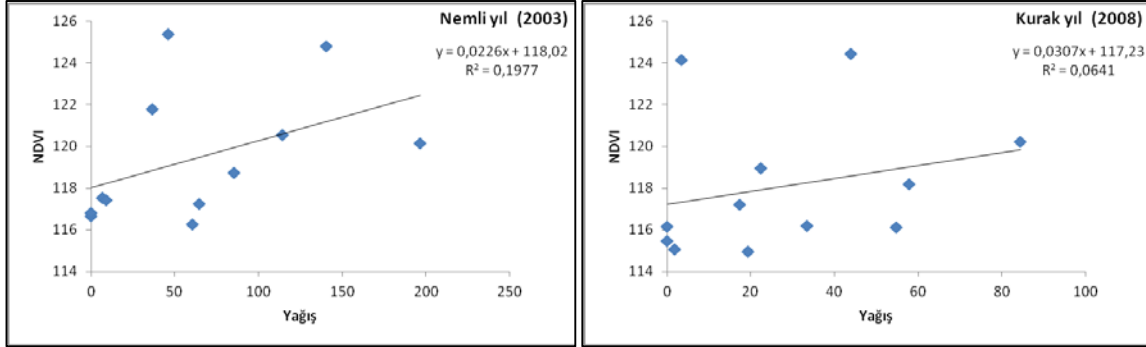 Nemli yıl (2003)
y = 0,0226x + 118,02
R² = 0,1977
126
124
122
120
118
116
114
NDVI
0 50 100 150 200 250
Yağış
Kurak yıl (2008)
y = 0,0307x + 117,23
R² = 0,0641
126
124
122
120
118
116
114
NDVI
0 20 40 60 80 100
Yağış